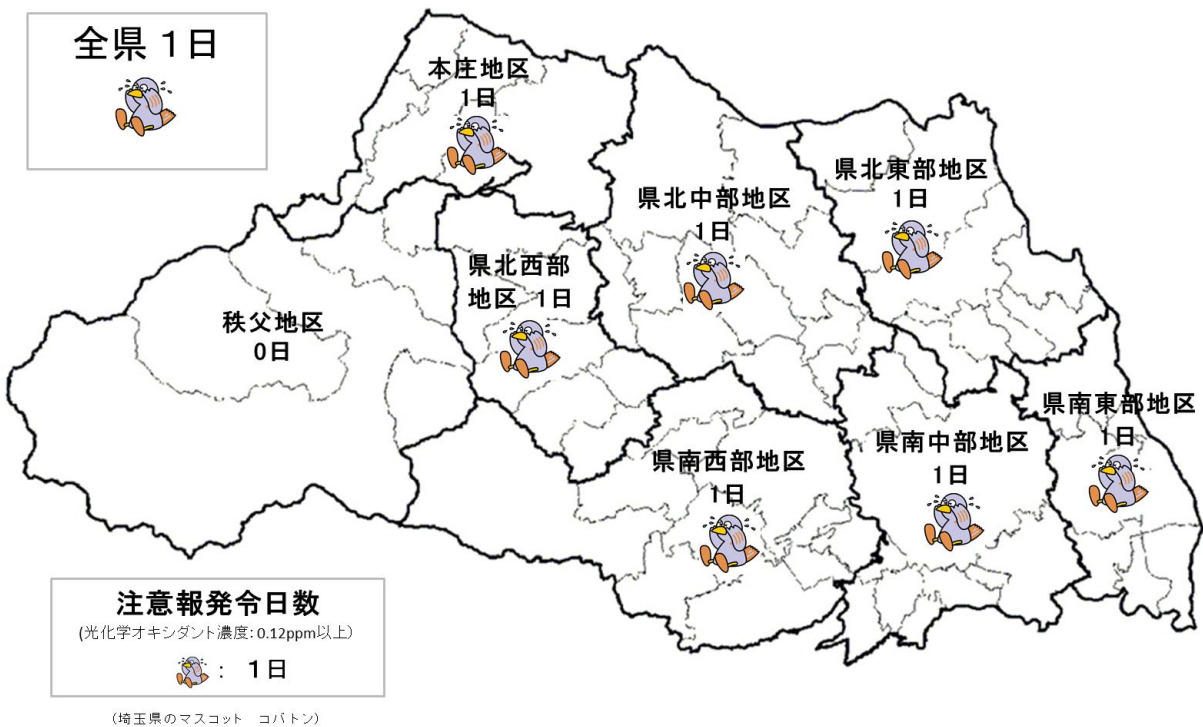 全県 1日
本庄地区
1日
県北東部地区
1日
県北中部地区
1日
県北西部
地区 1日
秩父地区
0日
県南東部地区
1日
県南中部地区
1日
県南西部地区
1日
注意報発令日数
(光化学オキシダント濃度:0.12ppm以上)
: 1日
(埼玉県のマスコット コバトン)